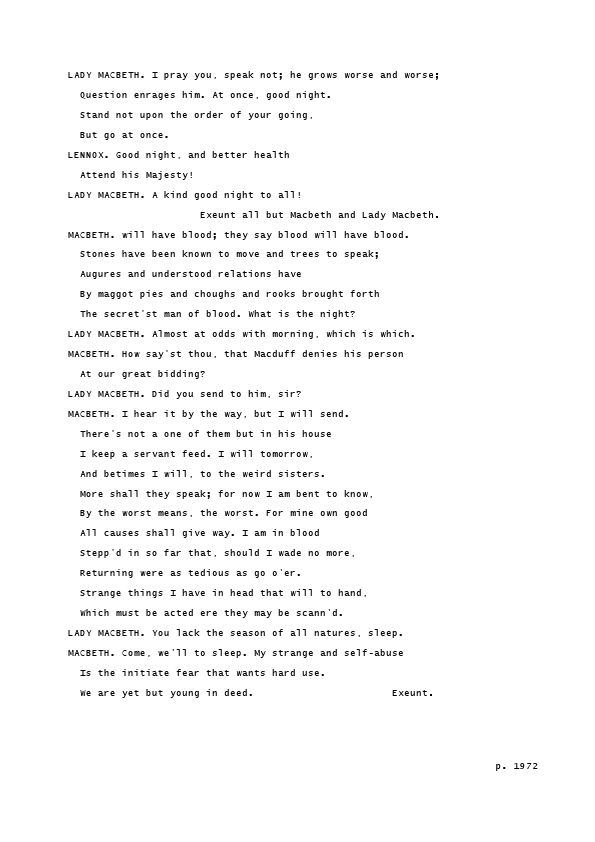 LADY MACBETH. I pray you, speak not; he grows worse and worse;
Question enrages him. At once, good night.
Stand not upon the order of your going,
But go at once.
LENNOX. Good night, and better health
Attend his Majesty!
LADY MACBETH. A kind good night to all!
Exeunt all but Macbeth and Lady Macbeth.
MACBETH. will have blood; they say blood will have blood.
Stones have been known to move and trees to speak;
Augures and understood relations have
By maggot pies and choughs and rooks brought forth
The secret'st man of blood. What is the night?
LADY MACBETH. Almost at odds with morning, which is which.
MACBETH. How say'st thou, that Macduff denies his person
At our great bidding?
LADY MACBETH. Did you send to him, sir?
MACBETH. I hear it by the way, but I will send.
There's not a one of them but in his house
I keep a servant feed. I will tomorrow,
And betimes I will, to the weird sisters.
More shall they speak; for now I am bent to know,
By the worst means, the worst. For mine own good
All causes shall give way. I am in blood
Stepp'd in so far that, should I wade no more,
Returning were as tedious as go o'er.
Strange things I have in head that will to hand,
Which must be acted ere they may be scann'd.
LADY MACBETH. You lack the season of all natures, sleep.
MACBETH. Come, we'll to sleep. My strange and self-abuse
Is the initiate fear that wants hard use.
We are yet but young in deed. Exeunt.
p. 1972